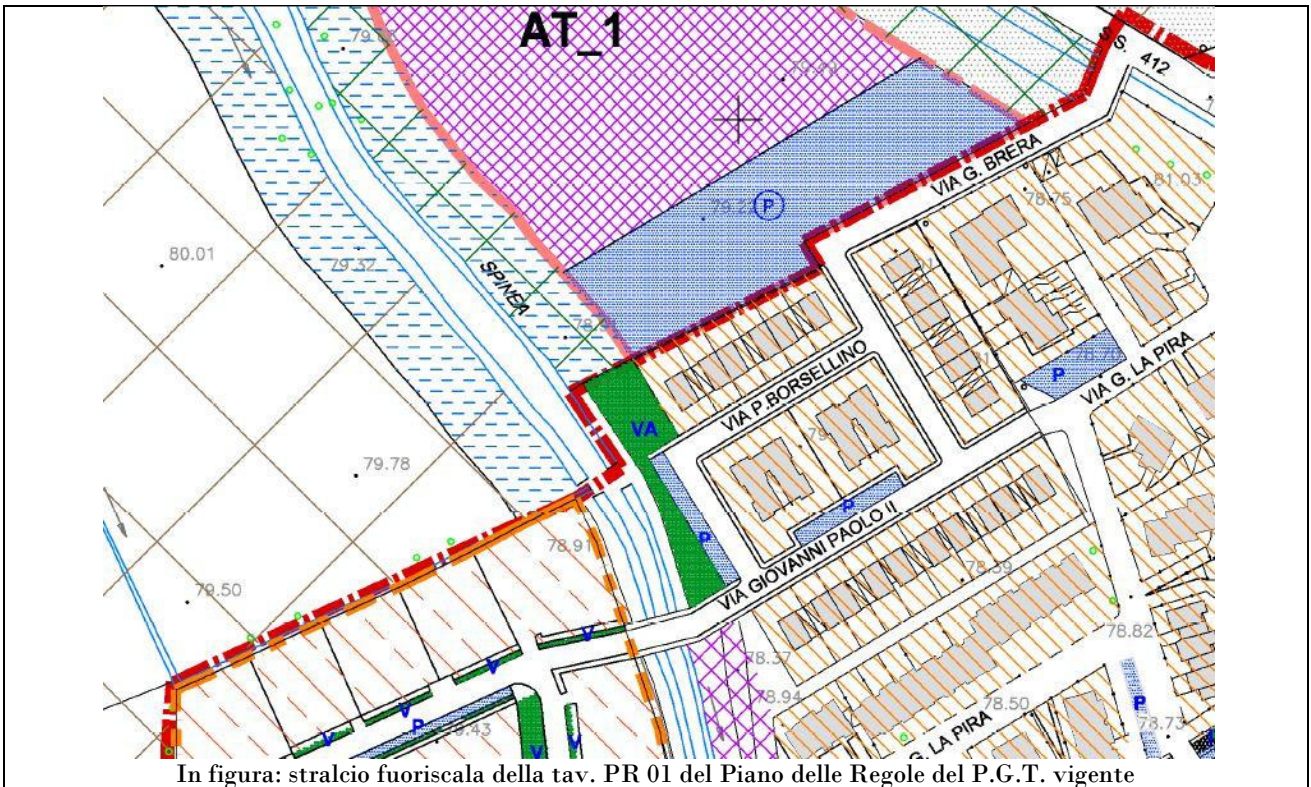 AT_1
S.S. 412
VIA G. BRERA
78.75
81.03
P
80.01
79.32
SPINEA
VIA P.BORSELLINO
P
78.70
VIA G. LA PIRA
VA
79.78
P
P
VIA GIOVANNI PAOLO II
78.91
78.39
79.50
V
78.82
V
78.37
78.94
V
P
79.43
78.50
P
78.73
V
V
V
G. LA PIRA
In figura: stralcio fuoriscala della tav. PR 01 del Piano delle Regole del P.G.T. vigente